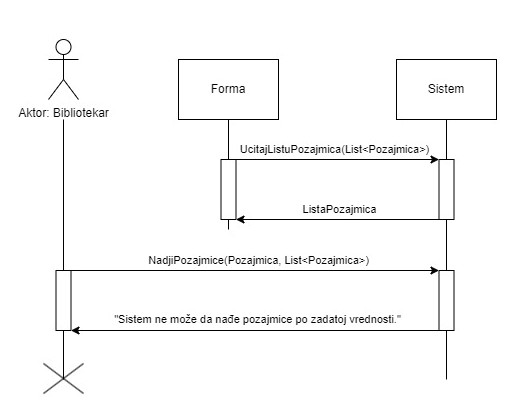 Forma
Sistem
Aktor: Bibliotekar
UcitajListuPozajmica(List<Pozajmica>)
ListaPozajmica
NadjiPozajmice(Pozajmica, List<Pozajmica>)
"Sistem ne može da nađe pozajmice po zadatoj vrednosti."